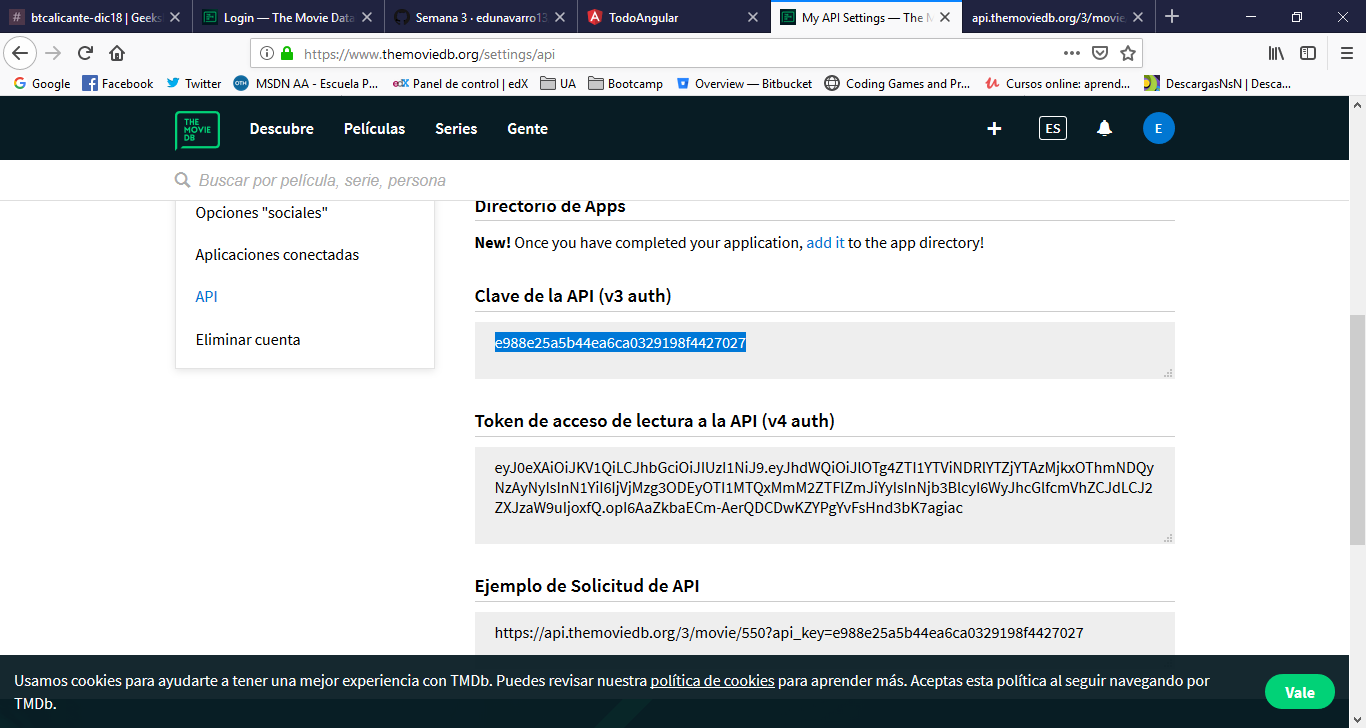 btcalicante-dic18 | Geeks
Login — The Movie Data
Semana 3 · edunavarro13
TodoAngular
My API Settings — The M
api.themoviedb.org/3/movie/
https://www.themoviedb.org/settings/api
Google
Facebook
Twitter
MSDN AA - Escuela P...
edX Panel de control | edX
UA
Bootcamp
Overview — Bitbucket
Coding Games and Pr...
Cursos online: aprend...
DescargasNsN | Desca...
THE
MOVIE
DB
Descubre
Películas
Series
Gente
ES
E
Buscar por película, serie, persona
Opciones "sociales"
Aplicaciones conectadas
API
Eliminar cuenta
Directorio de Apps
New! Once you have completed your application, add it to the app directory!
Clave de la API (v3 auth)
e988e25a5b44ea6ca0329198f4427027
Token de acceso de lectura a la API (v4 auth)
eyJ0eXAiOiJKV1QiLCJhbGciOiJIUzI1NiJ9.eyJhdWQiOiJlOTg4ZTI1YTViNDRlYTZjYTAzMjkxOThmNDQy
NzAyNyIsInN1YiI6IjVjMzg3ODEyOTI1MTQxMmM2ZTFlZmJiYyIsInNjb3BlcyI6WyJhcGlfcmVhZCJdLCJ2
ZXJzaW9uIjoxfQ.opI6AaZkbaECm-AerQDCDwKZYPgYvFsHnd3bK7agiac
Ejemplo de Solicitud de API
https://api.themoviedb.org/3/movie/550?api_key=e988e25a5b44ea6ca0329198f4427027
Usamos cookies para ayudarte a tener una mejor experiencia con TMDb. Puedes revisar nuestra política de cookies para aprender más. Aceptas esta política al seguir navegando por
TMDb.
Vale